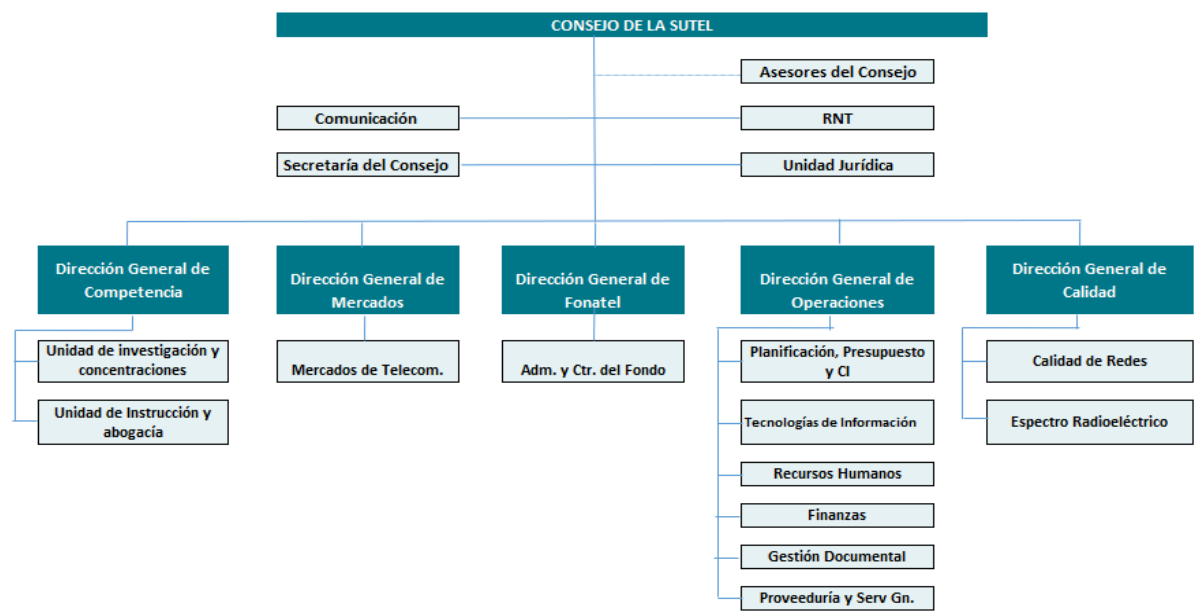 CONSEJO DE LA SUTEL
Asesores del Consejo
Comunicación
RNT
Secretaría del Consejo
Unidad Jurídica
Dirección General de
Competencia
Dirección General de
Mercados
Dirección General de
Fonatel
Dirección General de
Operaciones
Dirección General de
Calidad
Unidad de investigación y
concentraciones
Unidad de Instrucción y
abogacía
Mercados de Telecom.
Adm. y Ctr. del Fondo
Planificación, Presupuesto
y CI
Tecnologías de Información
Recursos Humanos
Finanzas
Gestión Documental
Proveeduría y Serv Gn.
Calidad de Redes
Espectro Radioeléctrico